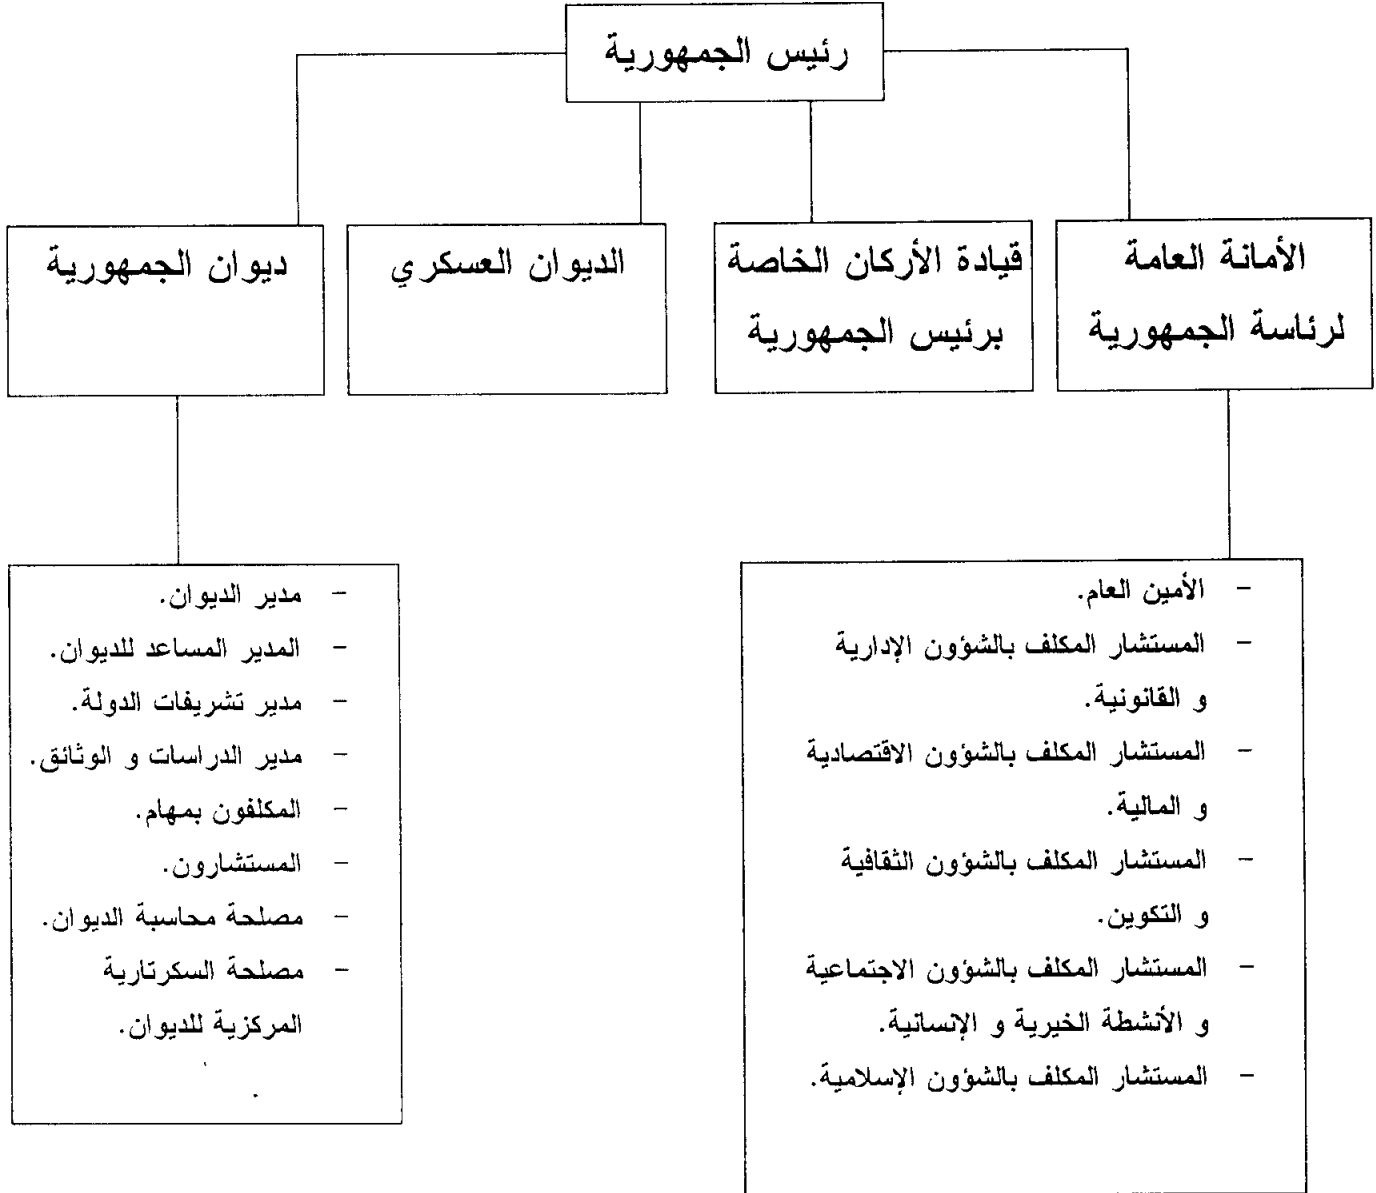 رئيس الجمهورية
الأمانة العامة
لرئاسة الجمهورية
قيادة الأركان الخاصة
برئيس الجمهورية
الديوان العسكري
ديوان الجمهورية
- الأمين العام.
- المستشار المكلف بالشؤون الإدارية
و القانونية.
- المستشار المكلف بالشؤون الاقتصادية
و المالية.
- المستشار المكلف بالشؤون الثقافية
و التكوين.
- المستشار المكلف بالشؤون الاجتماعية
و الأنشطة الخيرية و الإنسانية.
- المستشار المكلف بالشؤون الإسلامية.
- مدير الديوان.
- المدير المساعد للديوان.
- مدير تشريفات الدولة.
- مدير الدراسات و الوثائق.
- المكلفون بمهام.
- المستشارون.
- مصلحة محاسبة الديوان.
- مصلحة السكرتارية
المركزية للديوان.